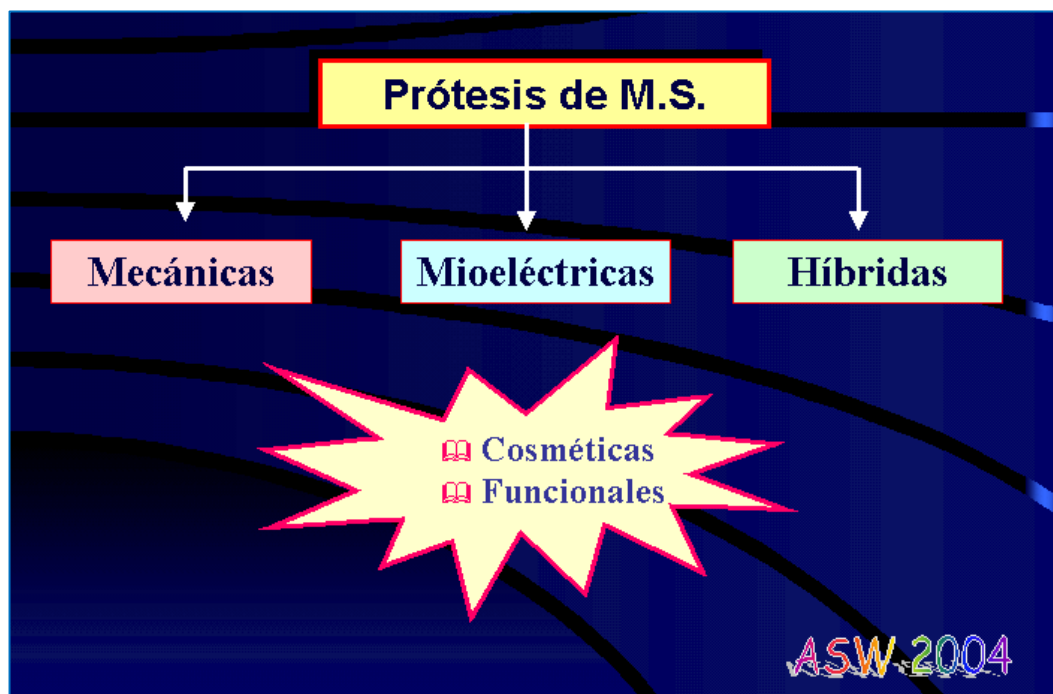 Prótesis de M.S.
Mecánicas
Mioeléctricas
Híbridas
Cosméticas
Funcionales
ASW 2004